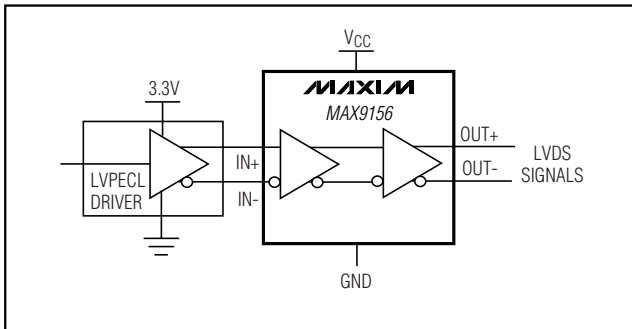 VCC
3.3V
MAXIM
MAX9156
OUT+
IN+
LVDS
SIGNALS
LVPECL
DRIVER
OUT-
IN-
GND